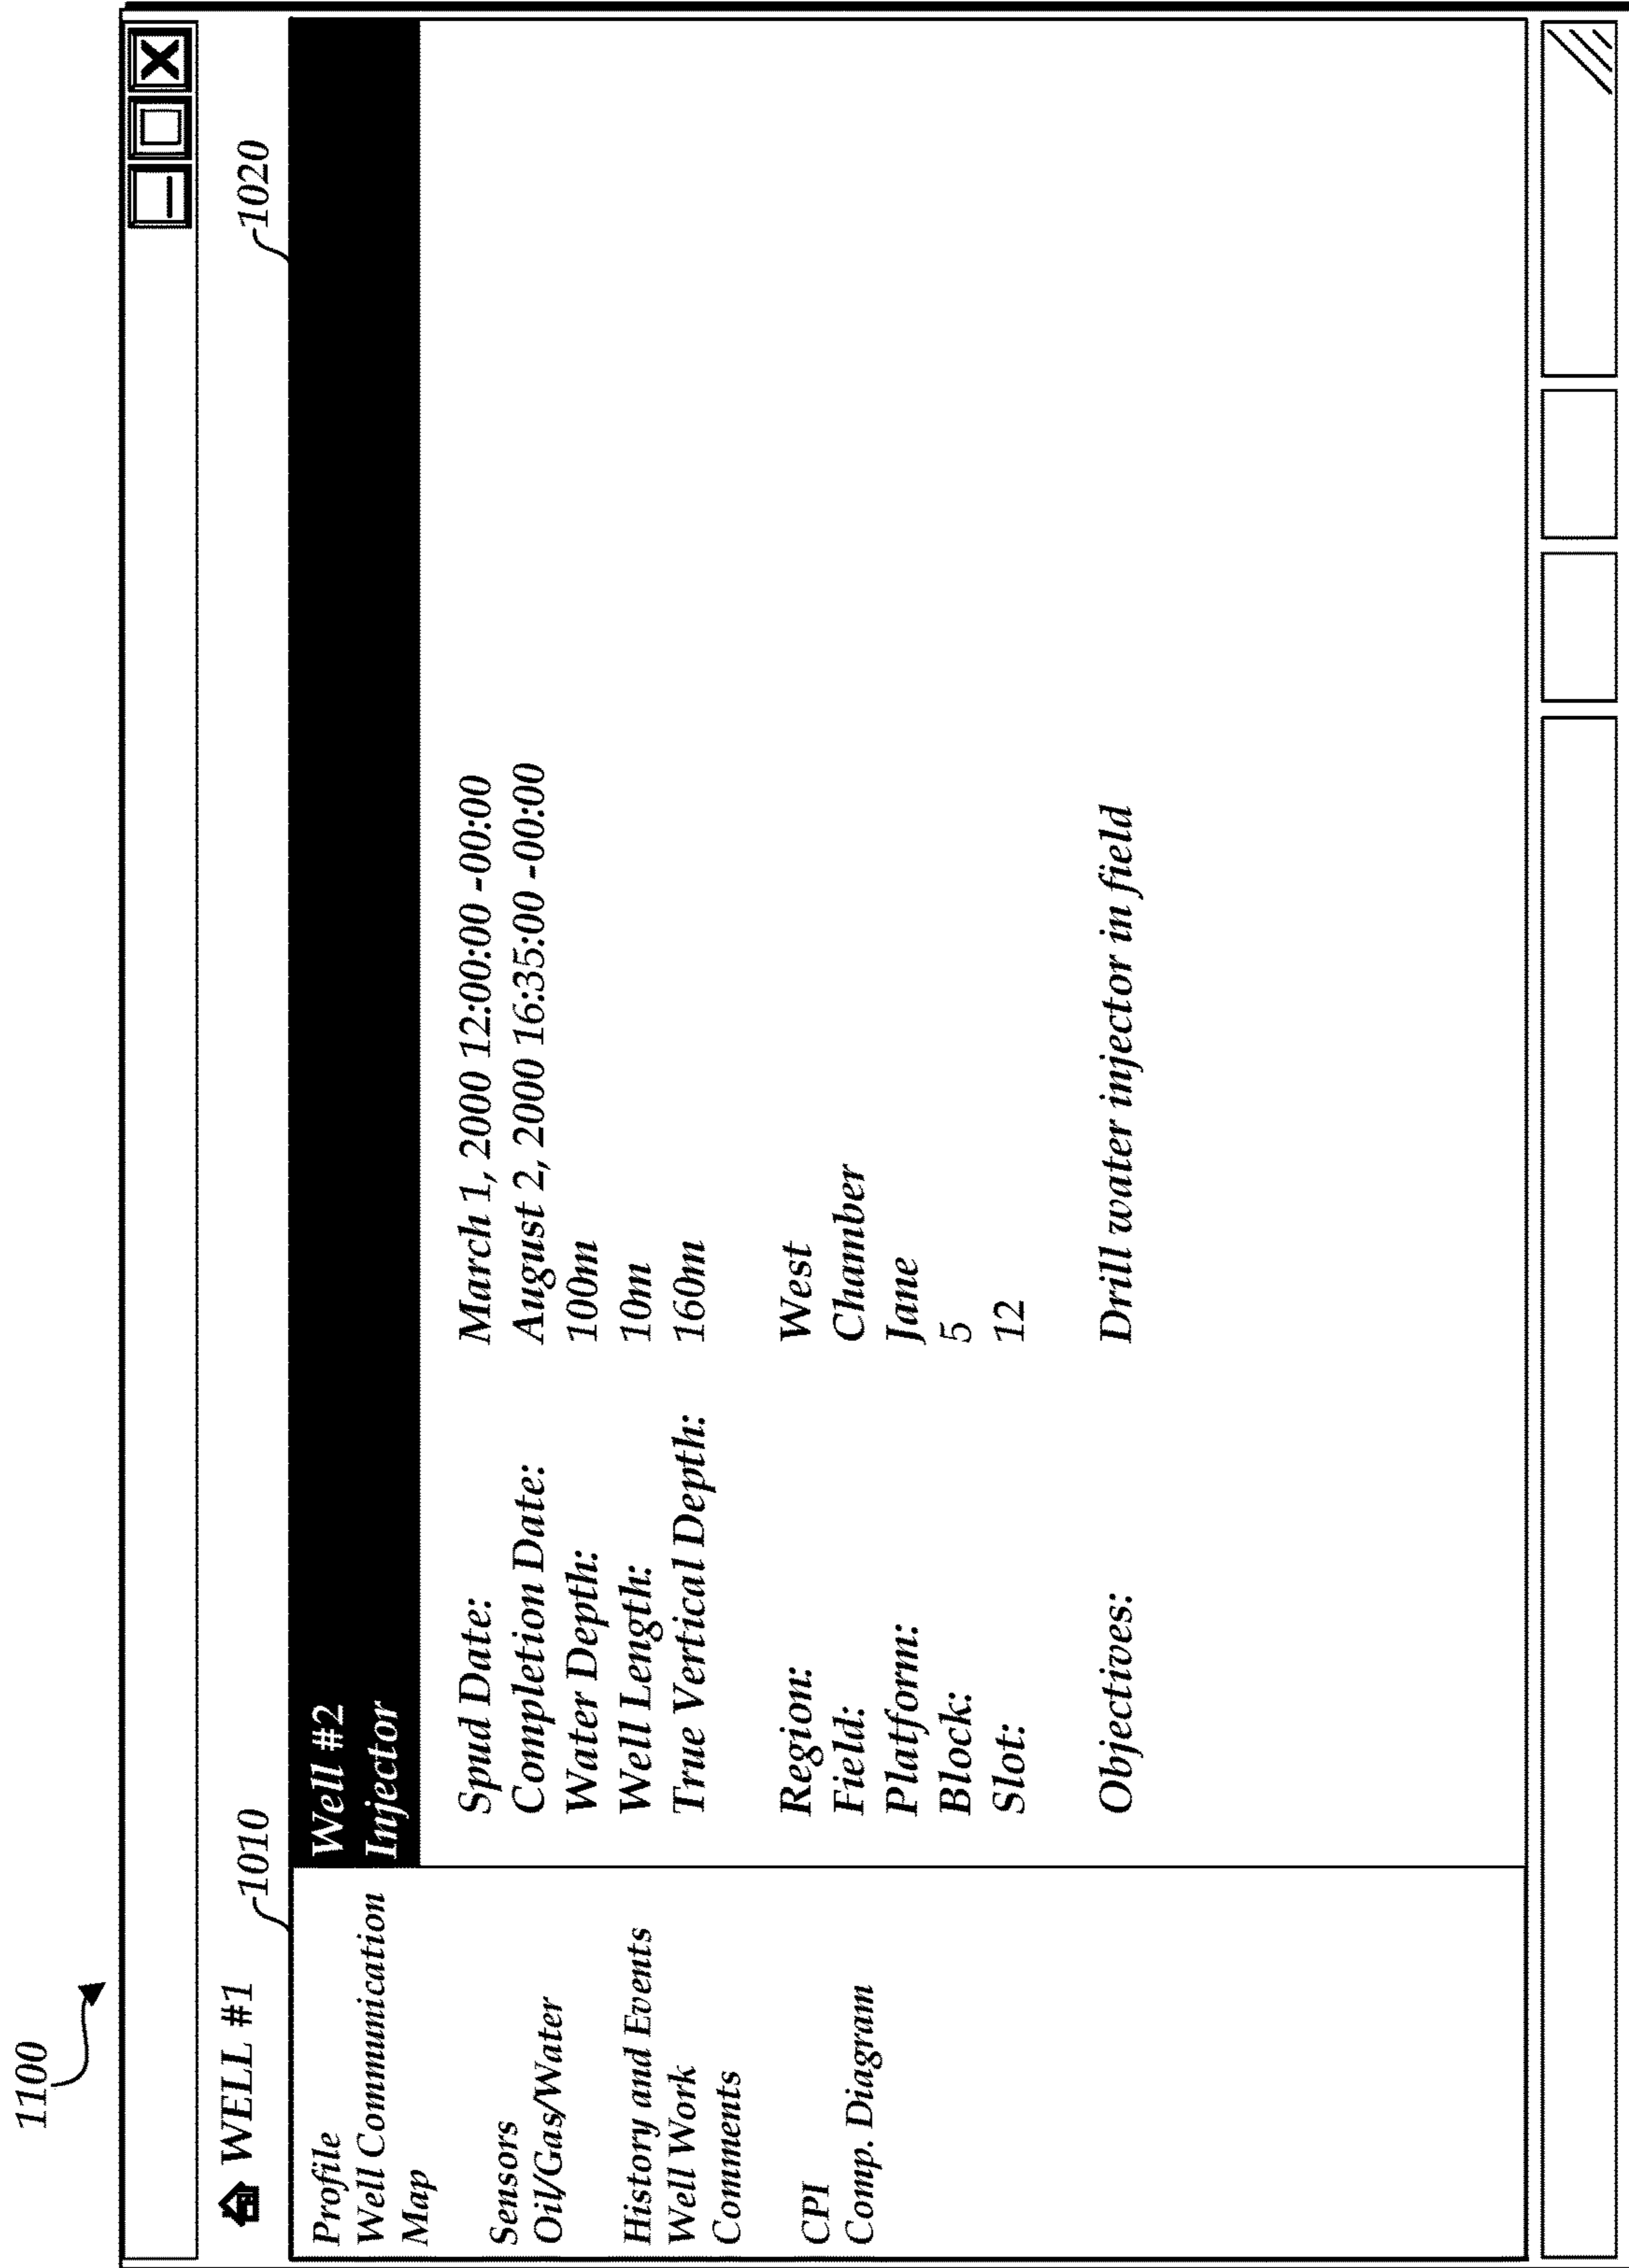 1100
WELL #1
1010
1020
Profile
Well Communication
Map
Sensors
Oil/Gas/Water
History and Events
Well Work
Comments
CPI
Comp. Diagram
Well #2
Injector
Spud Date: March 1, 2000 12:00:00 -00:00
Completion Date: August 2, 2000 16:35:00 -00:00
Water Depth: 100m
Well Length: 10m
True Vertical Depth: 160m
Region: West
Field: Chamber
Platform: Jane
Block: 5
Slot: 12
Objectives: Drill water injector in field